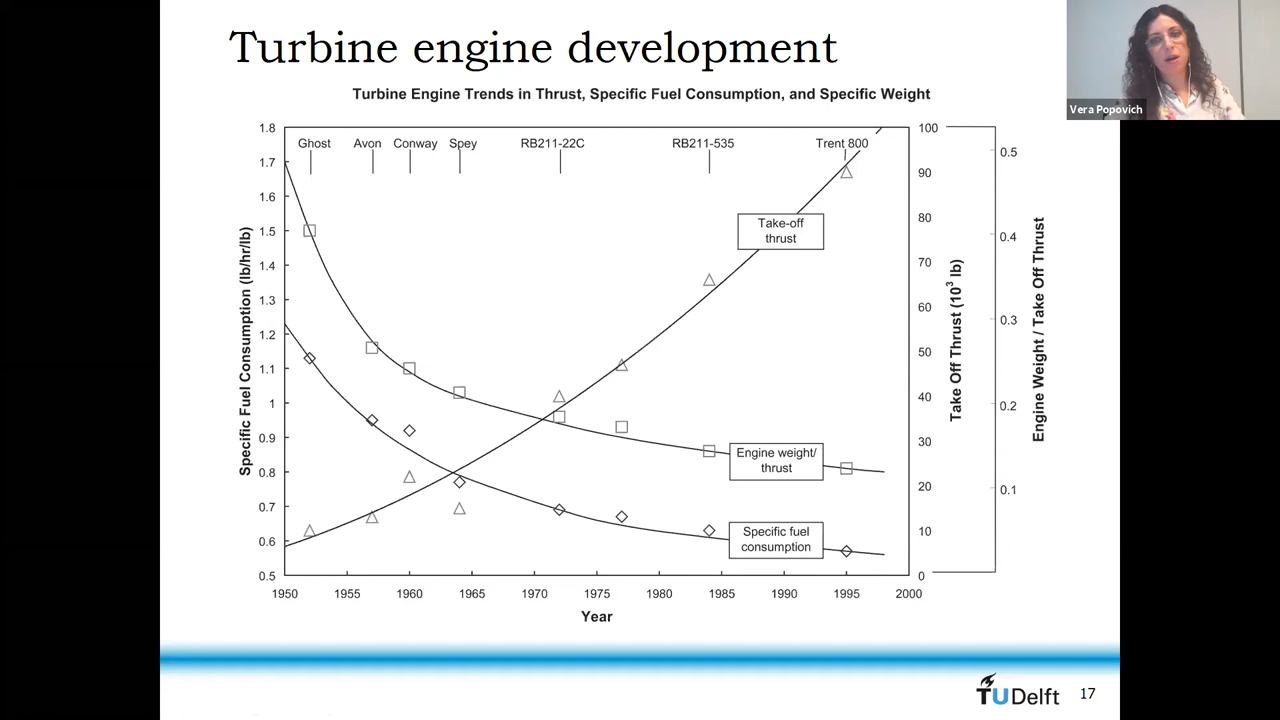 Turbine engine development
Vera Popovich
Turbine Engine Trends in Thrust, Specific Fuel Consumption, and Specific Weight
Ghost Avon Conway Spey RB211-22C RB211-535 Trent 800
Specific Fuel Consumption (lb/hr/lb)
1.8
1.7
1.6
1.5
1.4
1.3
1.2
1.1
1
0.9
0.8
0.7
0.6
0.5
Take-off
thrust
Engine weight/
thrust
Specific fuel
consumption
100
90
80
70
60
50
40
30
20
10
0
Take Off Thrust (10³ lb)
0.5
0.4
0.3
0.2
0.1
Engine Weight / Take Off Thrust
1950 1955 1960 1965 1970 1975 1980 1985 1990 1995 2000
Year
TUDelft 17